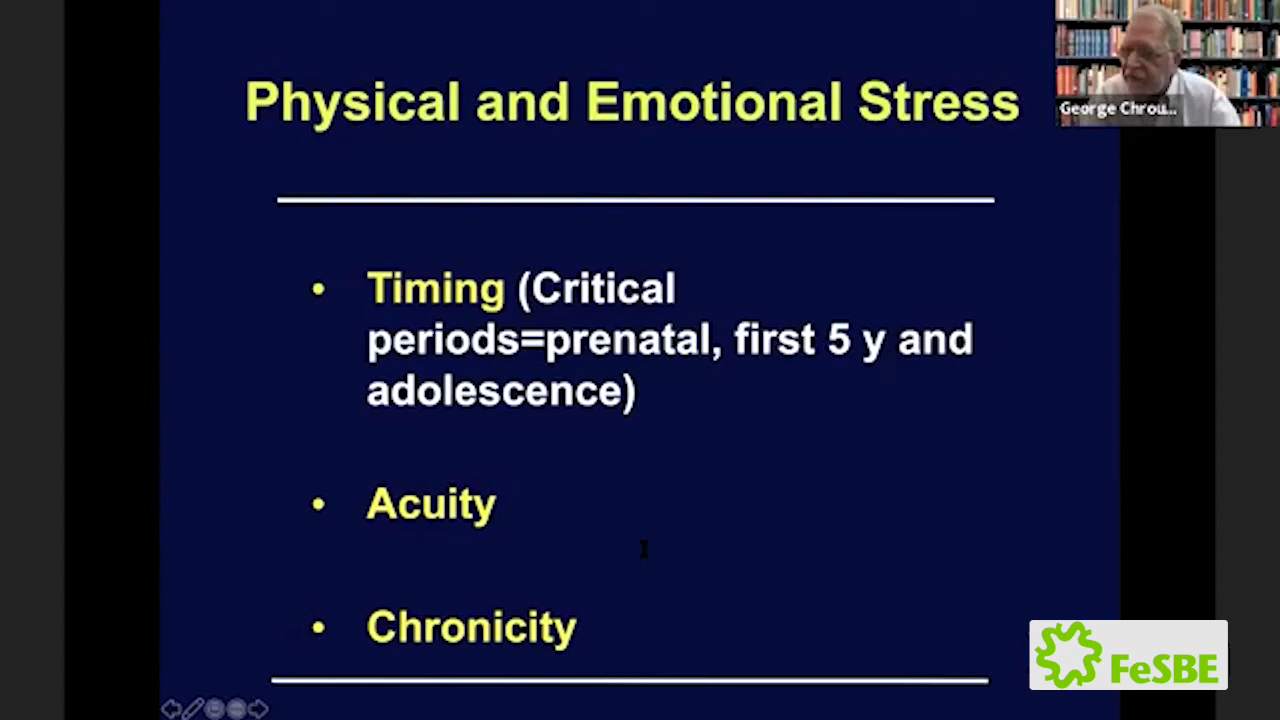 Physical and Emotional Stress
George Chrou...
• Timing (Critical
periods=prenatal, first 5 y and
adolescence)
• Acuity
• Chronicity
FeSBE